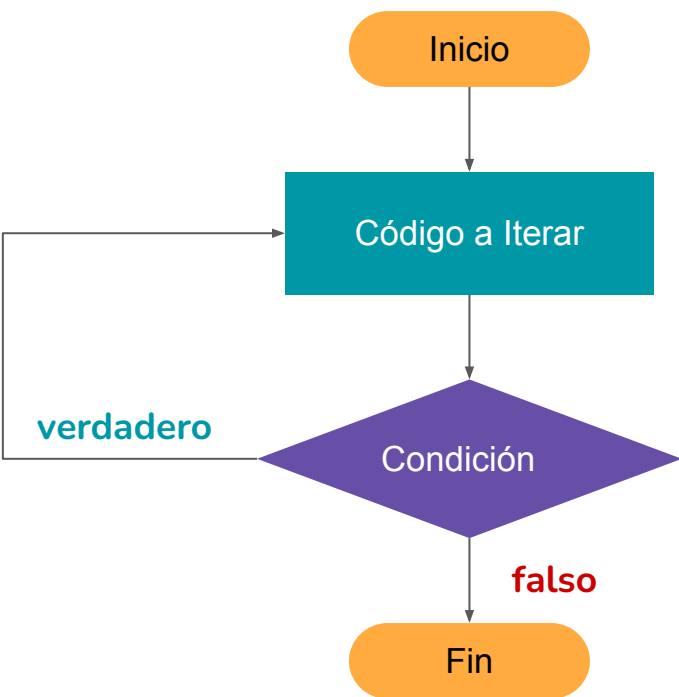 Inicio
Código a Iterar
verdadero
Condición
falso
Fin